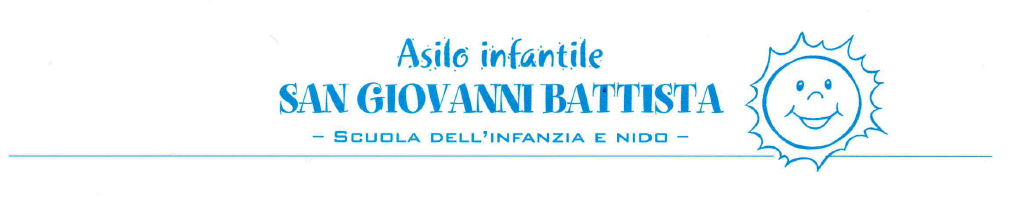 Asilo infantile
SAN GIOVANNI BATTISTA
– SCUOLA DELL'INFANZIA E NIDO –